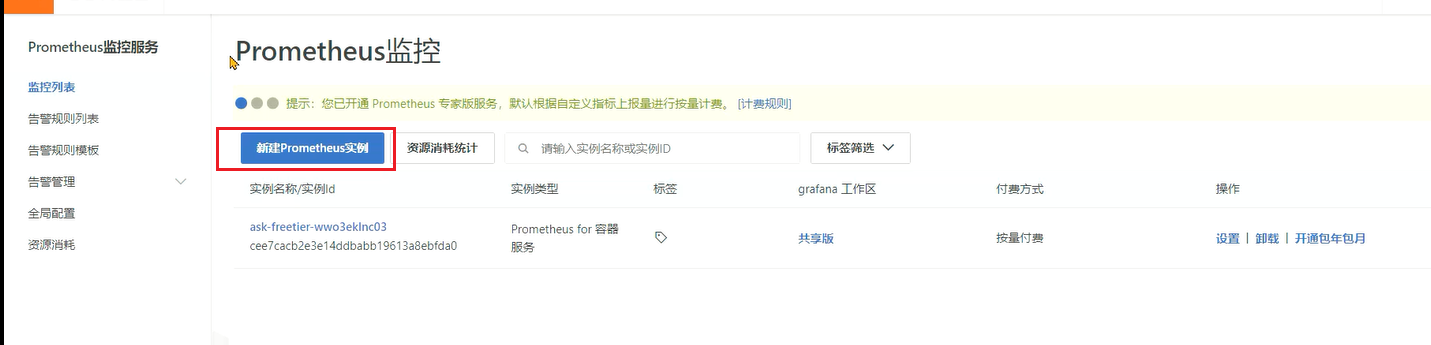 Prometheus监控服务
监控列表
告警规则列表
告警规则模板
告警管理
全局配置
资源消耗
Prometheus监控
提示：您已开通 Prometheus 专家版服务，默认根据自定义指标上报量进行按量计费。 [计费规则]
新建Prometheus实例 资源消耗统计 请输入实例名称或实例ID 标签筛选
实例名称/实例Id 实例类型 标签 grafana 工作区 付费方式 操作
ask-freetier-wwo3eklnc03 Prometheus for 容器
cee7cacb2e3e14ddbabb19613a8ebfda0 服务 共享版 按量付费 设置 | 卸载 | 开通包年包月